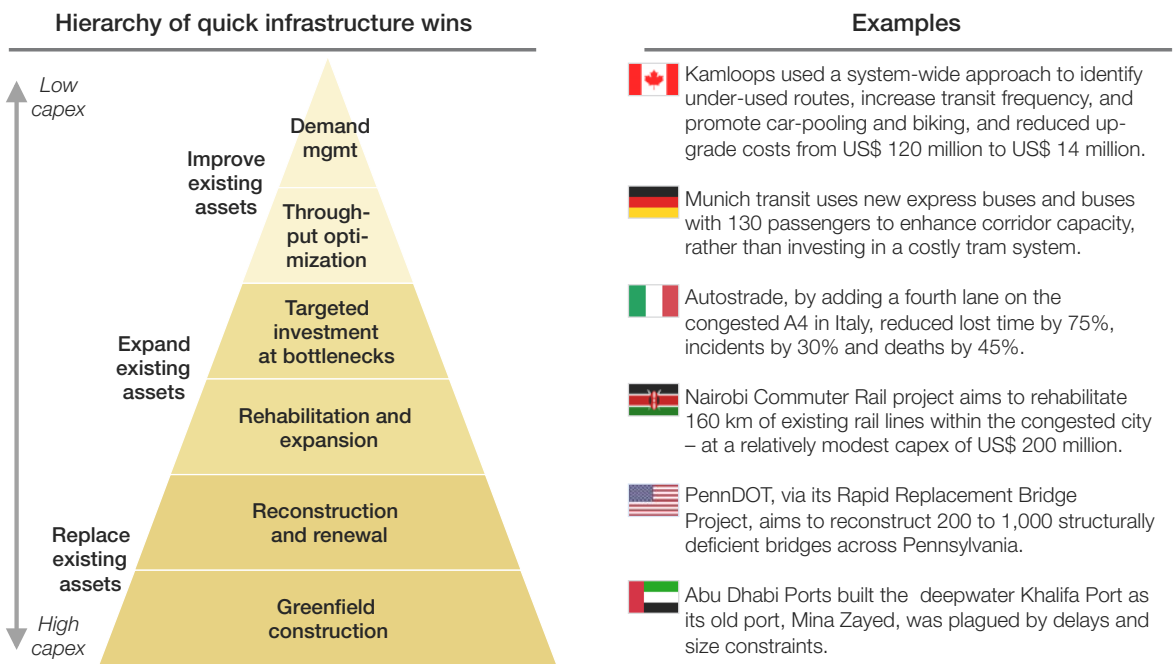 Hierarchy of quick infrastructure wins
Low
capex
Improve
existing
assets
Demand
mgmt
Through-
put opti-
mization
Expand
existing
assets
Targeted
investment
at bottlenecks
Rehabilitation and
expansion
Replace
existing
assets
Reconstruction
and renewal
Greenfield
construction
High
capex
Examples
Kamloops used a system-wide approach to identify
under-used routes, increase transit frequency, and
promote car-pooling and biking, and reduced up-
grade costs from US$ 120 million to US$ 14 million.
Munich transit uses new express buses and buses
with 130 passengers to enhance corridor capacity,
rather than investing in a costly tram system.
Autostrade, by adding a fourth lane on the
congested A4 in Italy, reduced lost time by 75%,
incidents by 30% and deaths by 45%.
Nairobi Commuter Rail project aims to rehabilitate
160 km of existing rail lines within the congested city
– at a relatively modest capex of US$ 200 million.
PennDOT, via its Rapid Replacement Bridge
Project, aims to reconstruct 200 to 1,000 structurally
deficient bridges across Pennsylvania.
Abu Dhabi Ports built the deepwater Khalifa Port as
its old port, Mina Zayed, was plagued by delays and
size constraints.